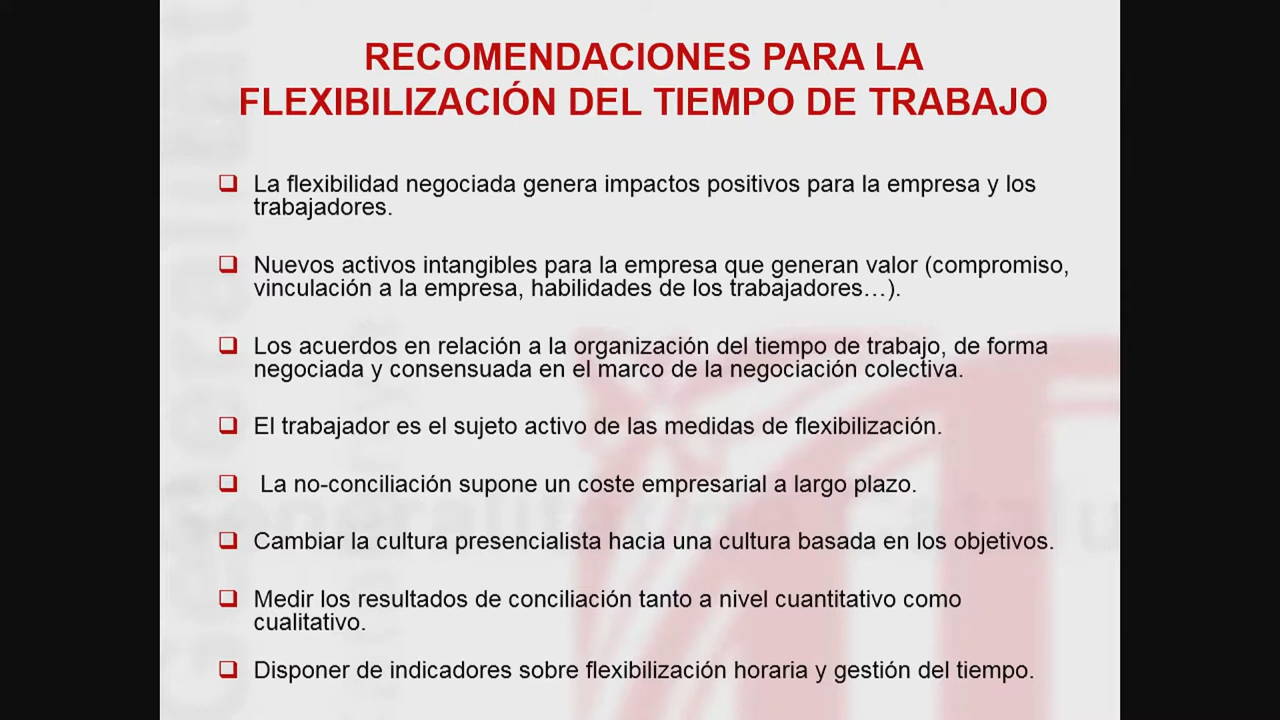 RECOMENDACIONES PARA LA
FLEXIBILIZACIÓN DEL TIEMPO DE TRABAJO
La flexibilidad negociada genera impactos positivos para la empresa y los
trabajadores.
Nuevos activos intangibles para la empresa que generan valor (compromiso,
vinculación a la empresa, habilidades de los trabajadores…).
Los acuerdos en relación a la organización del tiempo de trabajo, de forma
negociada y consensuada en el marco de la negociación colectiva.
El trabajador es el sujeto activo de las medidas de flexibilización.
La no-conciliación supone un coste empresarial a largo plazo.
Cambiar la cultura presencialista hacia una cultura basada en los objetivos.
Medir los resultados de conciliación tanto a nivel cuantitativo como
cualitativo.
Disponer de indicadores sobre flexibilización horaria y gestión del tiempo.